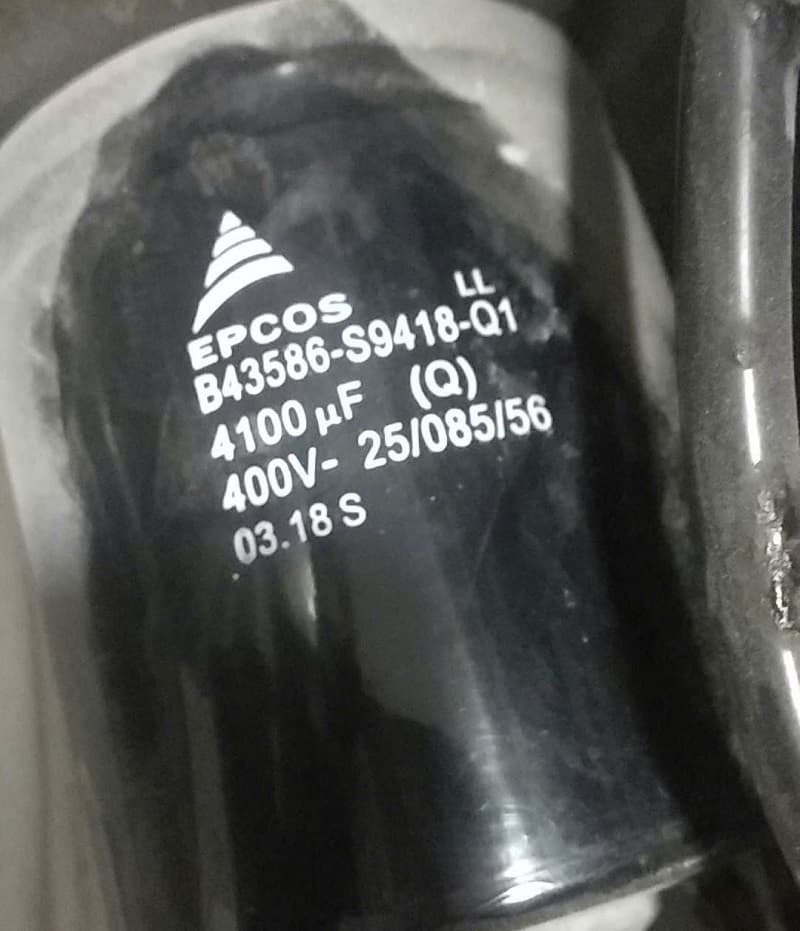 EPCOS LL
B43586-S9418-Q1
4100 µF (Q)
400V- 25/085/56
03.18 S